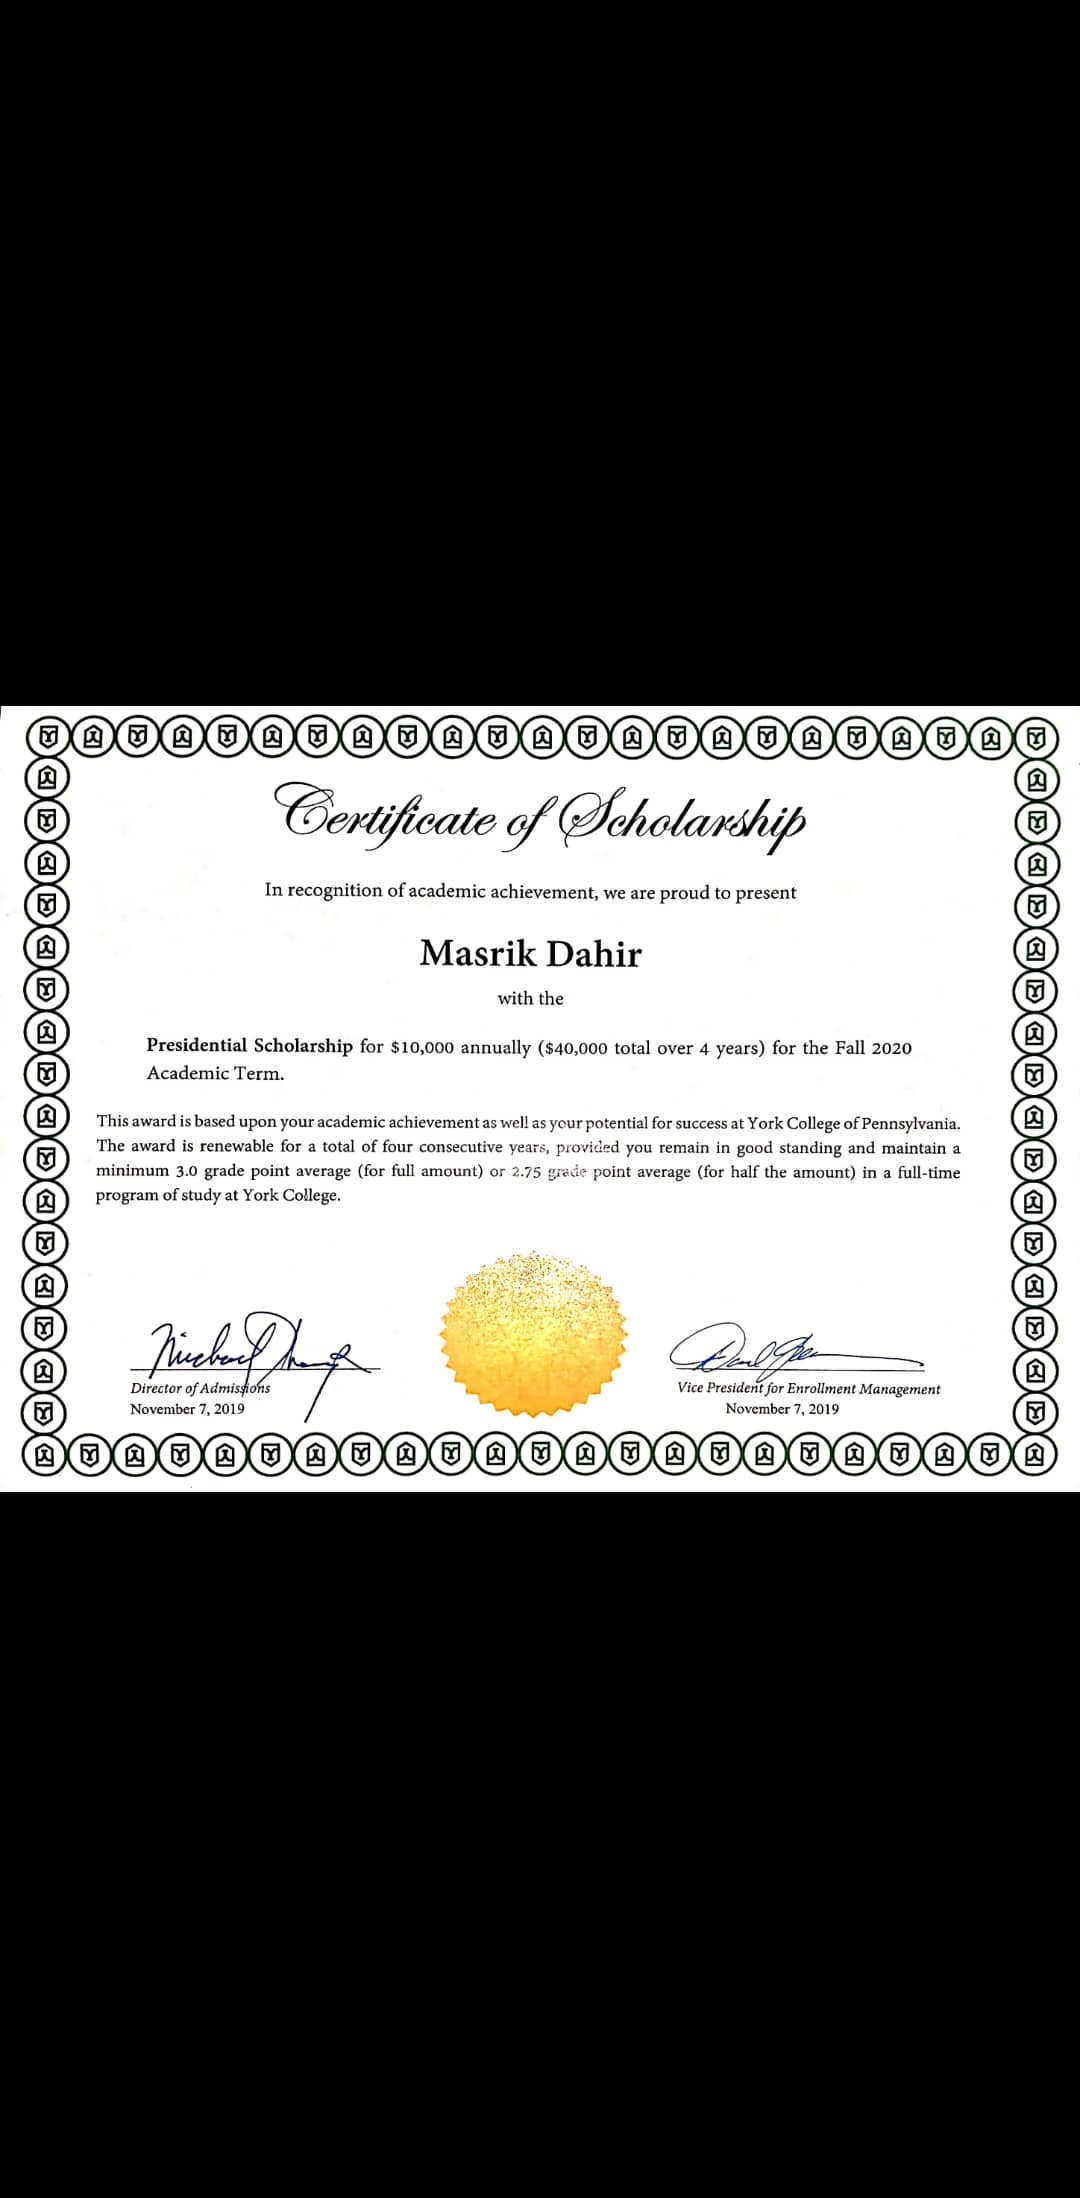 Certificate of Scholarship
In recognition of academic achievement, we are proud to present
Masrik Dahir
with the
Presidential Scholarship for $10,000 annually ($40,000 total over 4 years) for the Fall 2020
Academic Term.
This award is based upon your academic achievement as well as your potential for success at York College of Pennsylvania.
The award is renewable for a total of four consecutive years, provided you remain in good standing and maintain a
minimum 3.0 grade point average (for full amount) or 2.75 grade point average (for half the amount) in a full-time
program of study at York College.
Director of Admissions
November 7, 2019
Vice President for Enrollment Management
November 7, 2019